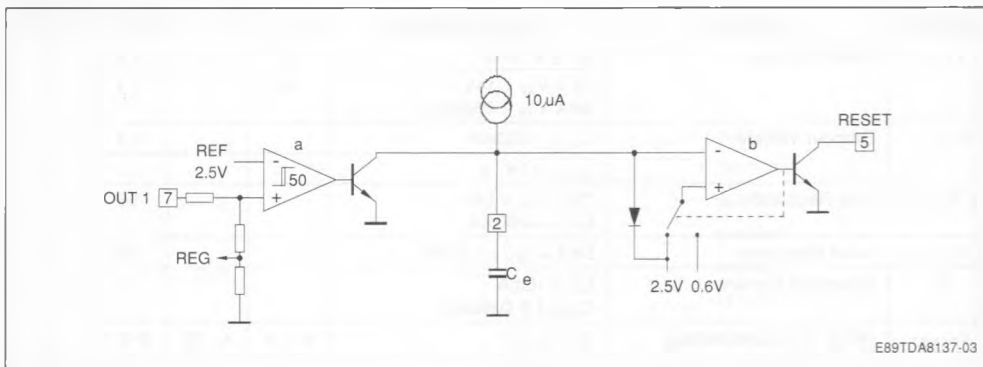 10µA
RESET
5
a
b
REF
2.5V
-
-
50
OUT 1
7
+
+
2
REG
C e
2.5V 0.6V
E89TDA8137-03